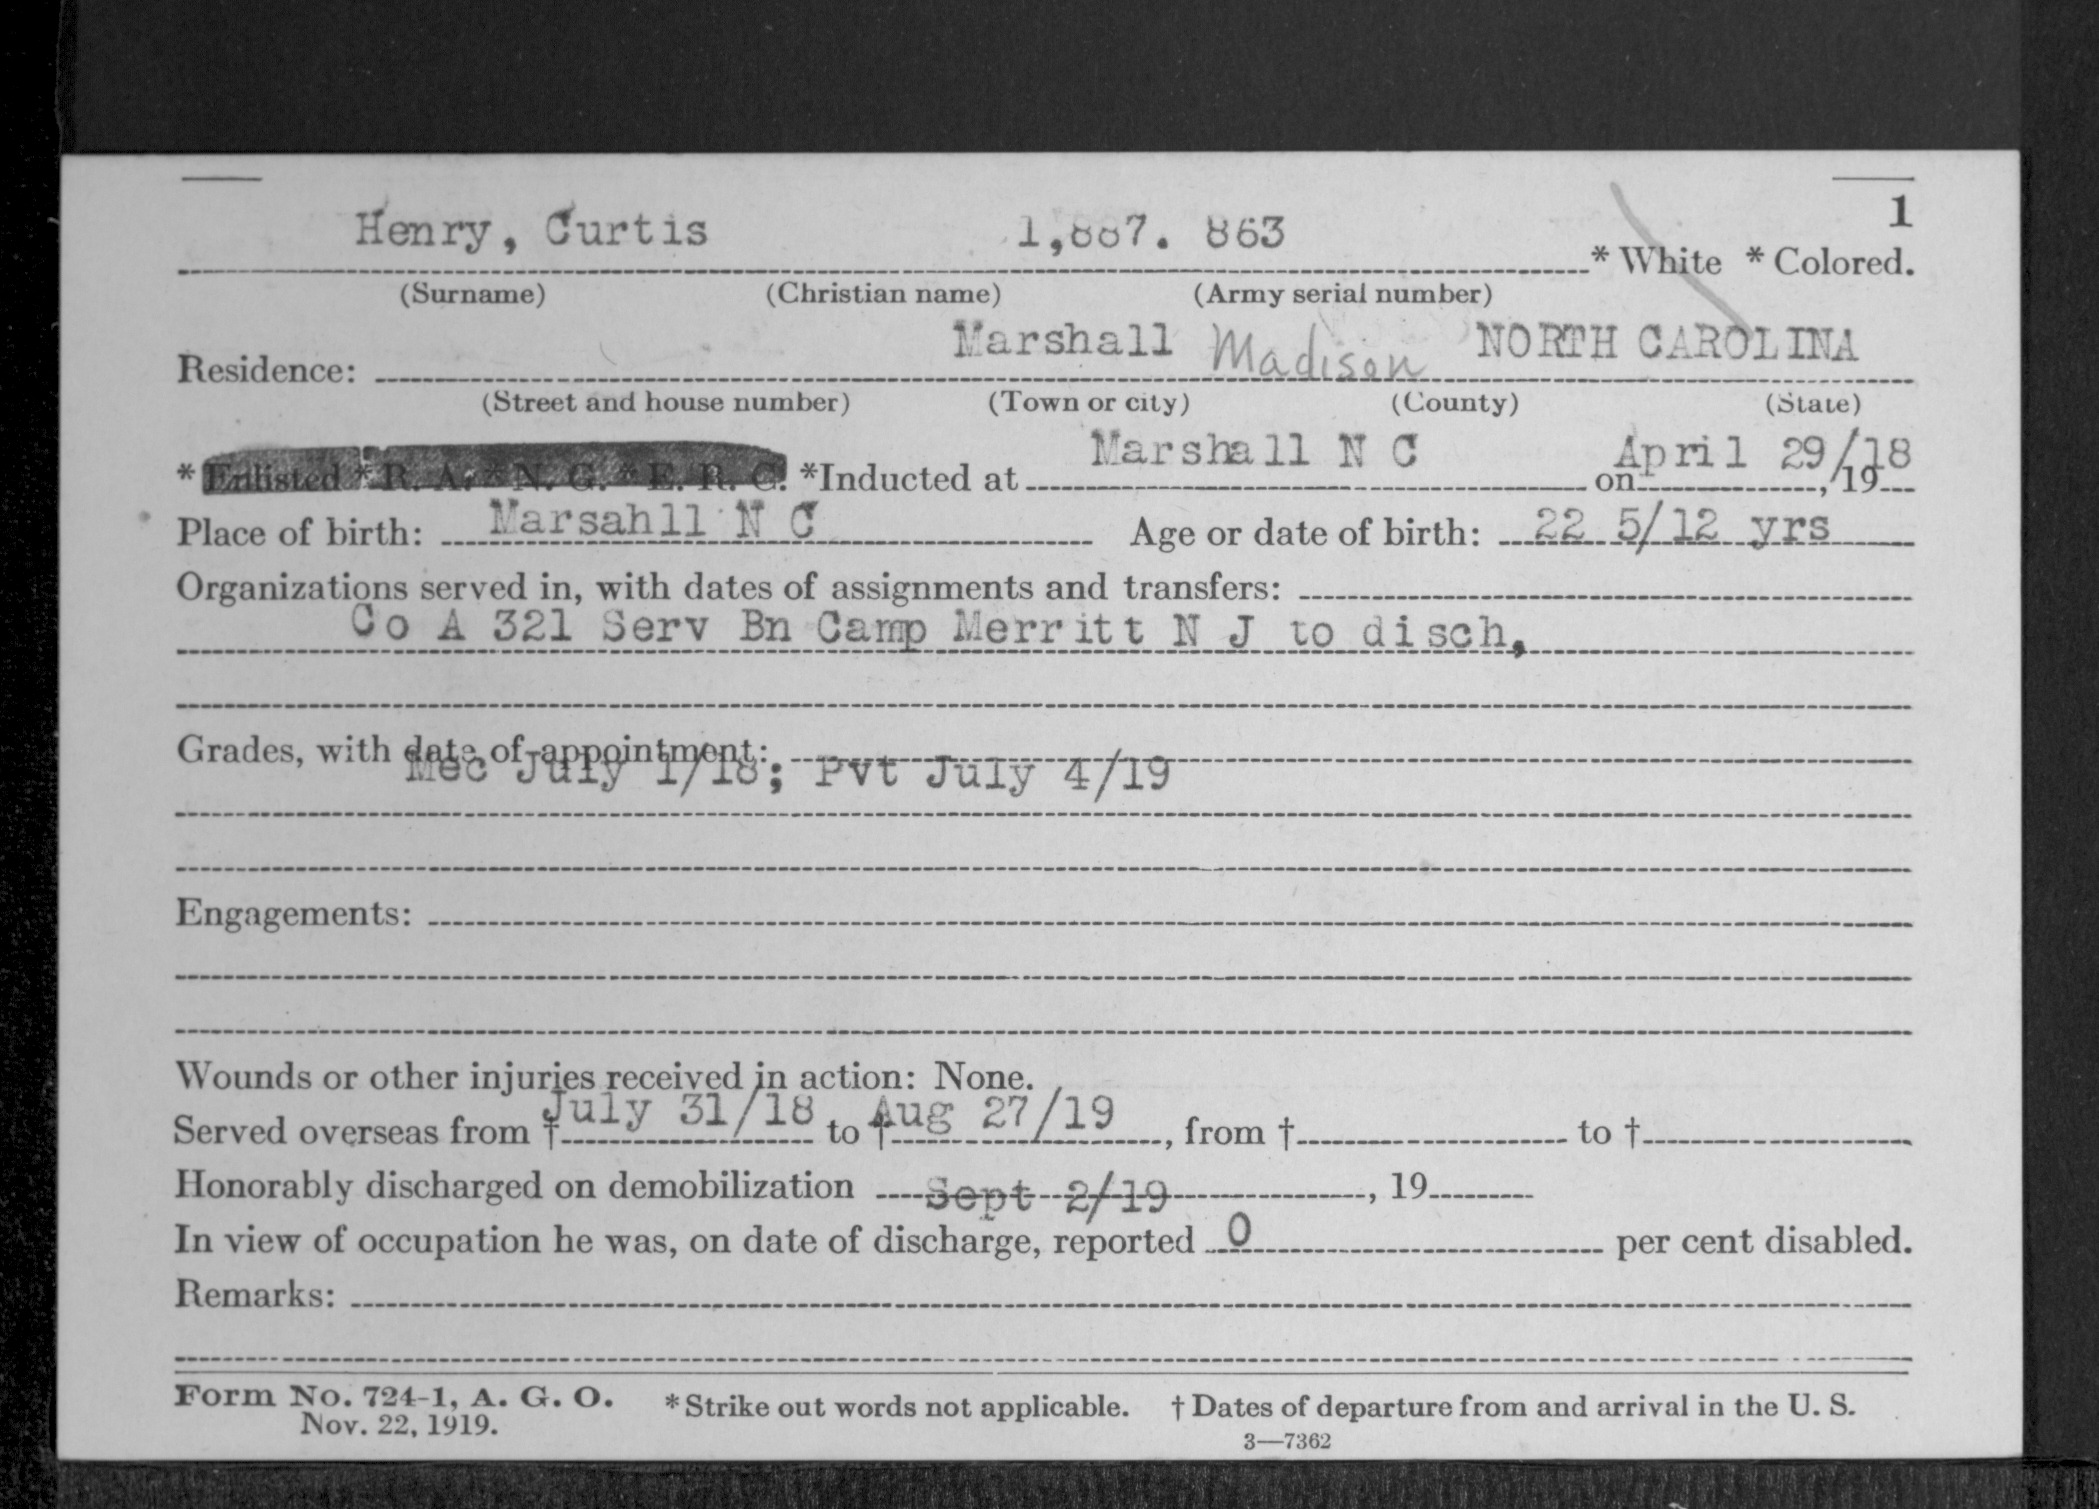 1
Henry, Curtis 1,887. 863 * White * Colored.
(Surname) (Christian name) (Army serial number)
Residence: Marshall Madison NORTH CAROLINA
(Street and house number) (Town or city) (County) (State)
* Enlisted * R. A. * N. G. * E. R. C. *Inducted at Marshall N C on April 29/18, 19
Place of birth: Marsahll N C Age or date of birth: 22 5/12 yrs
Organizations served in, with dates of assignments and transfers:
Co A 321 Serv Bn Camp Merritt N J to disch,
Grades, with date of appointment:
Mec July 1/18; Pvt July 4/19
Engagements:
Wounds or other injuries received in action: None.
Served overseas from † July 31/18 to † Aug 27/19, from † to †
Honorably discharged on demobilization Sept 2/19, 19
In view of occupation he was, on date of discharge, reported 0 per cent disabled.
Remarks:
Form No. 724-1, A. G. O. * Strike out words not applicable. † Dates of departure from and arrival in the U. S.
Nov. 22, 1919.
3—7362